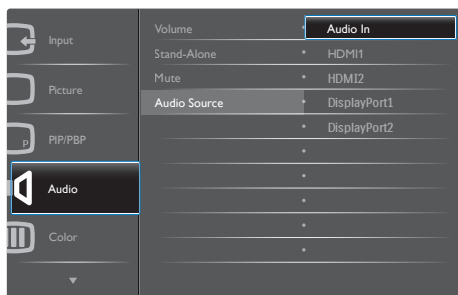 Input
Picture
P PIP/PBP
Audio
Color
Volume
Stand-Alone
Mute
Audio Source
Audio In
HDMI1
HDMI2
DisplayPort1
DisplayPort2